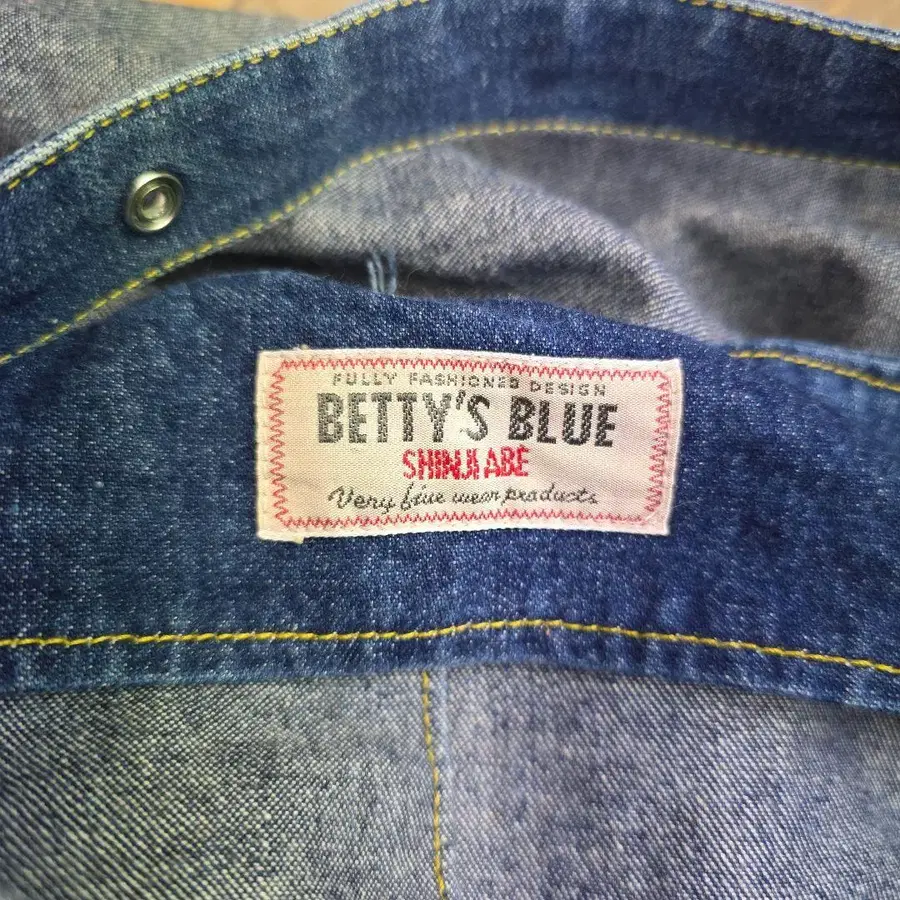 FULLY FASHIONED DESIGN
BETTY'S BLUE
SHINJI ABE
Very fine wear products